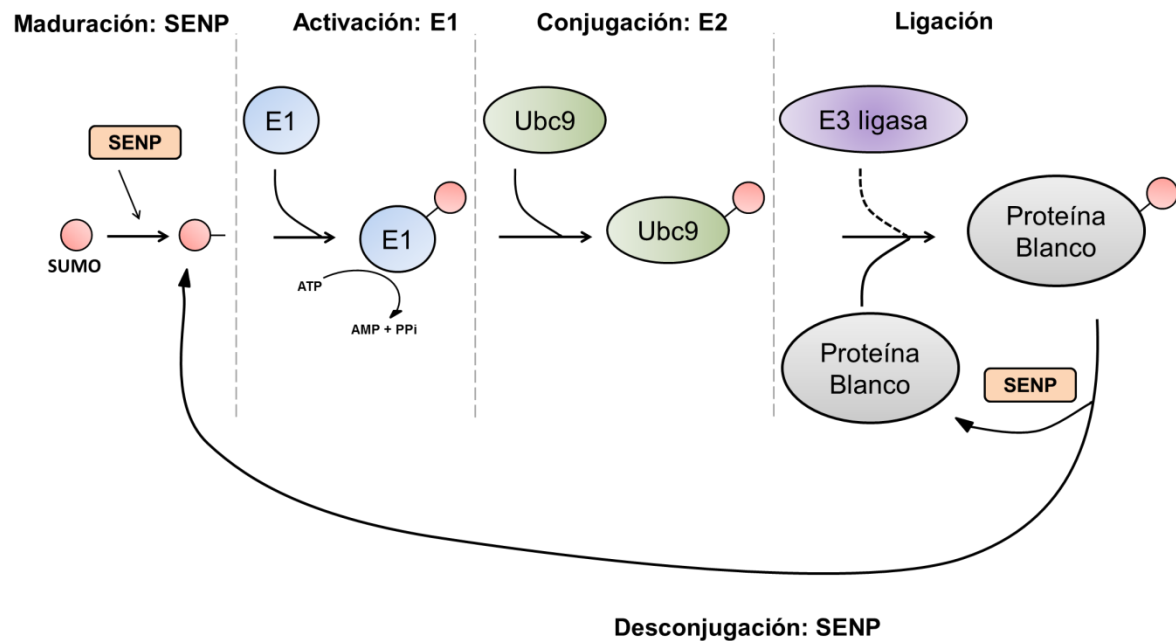 Maduración: SENP
Activación: E1
Conjugación: E2
Ligación
SENP
SUMO
E1
E1
ATP
AMP + PPi
Ubc9
Ubc9
E3 ligasa
Proteína
Blanco
Proteína
Blanco
SENP
Desconjugación: SENP